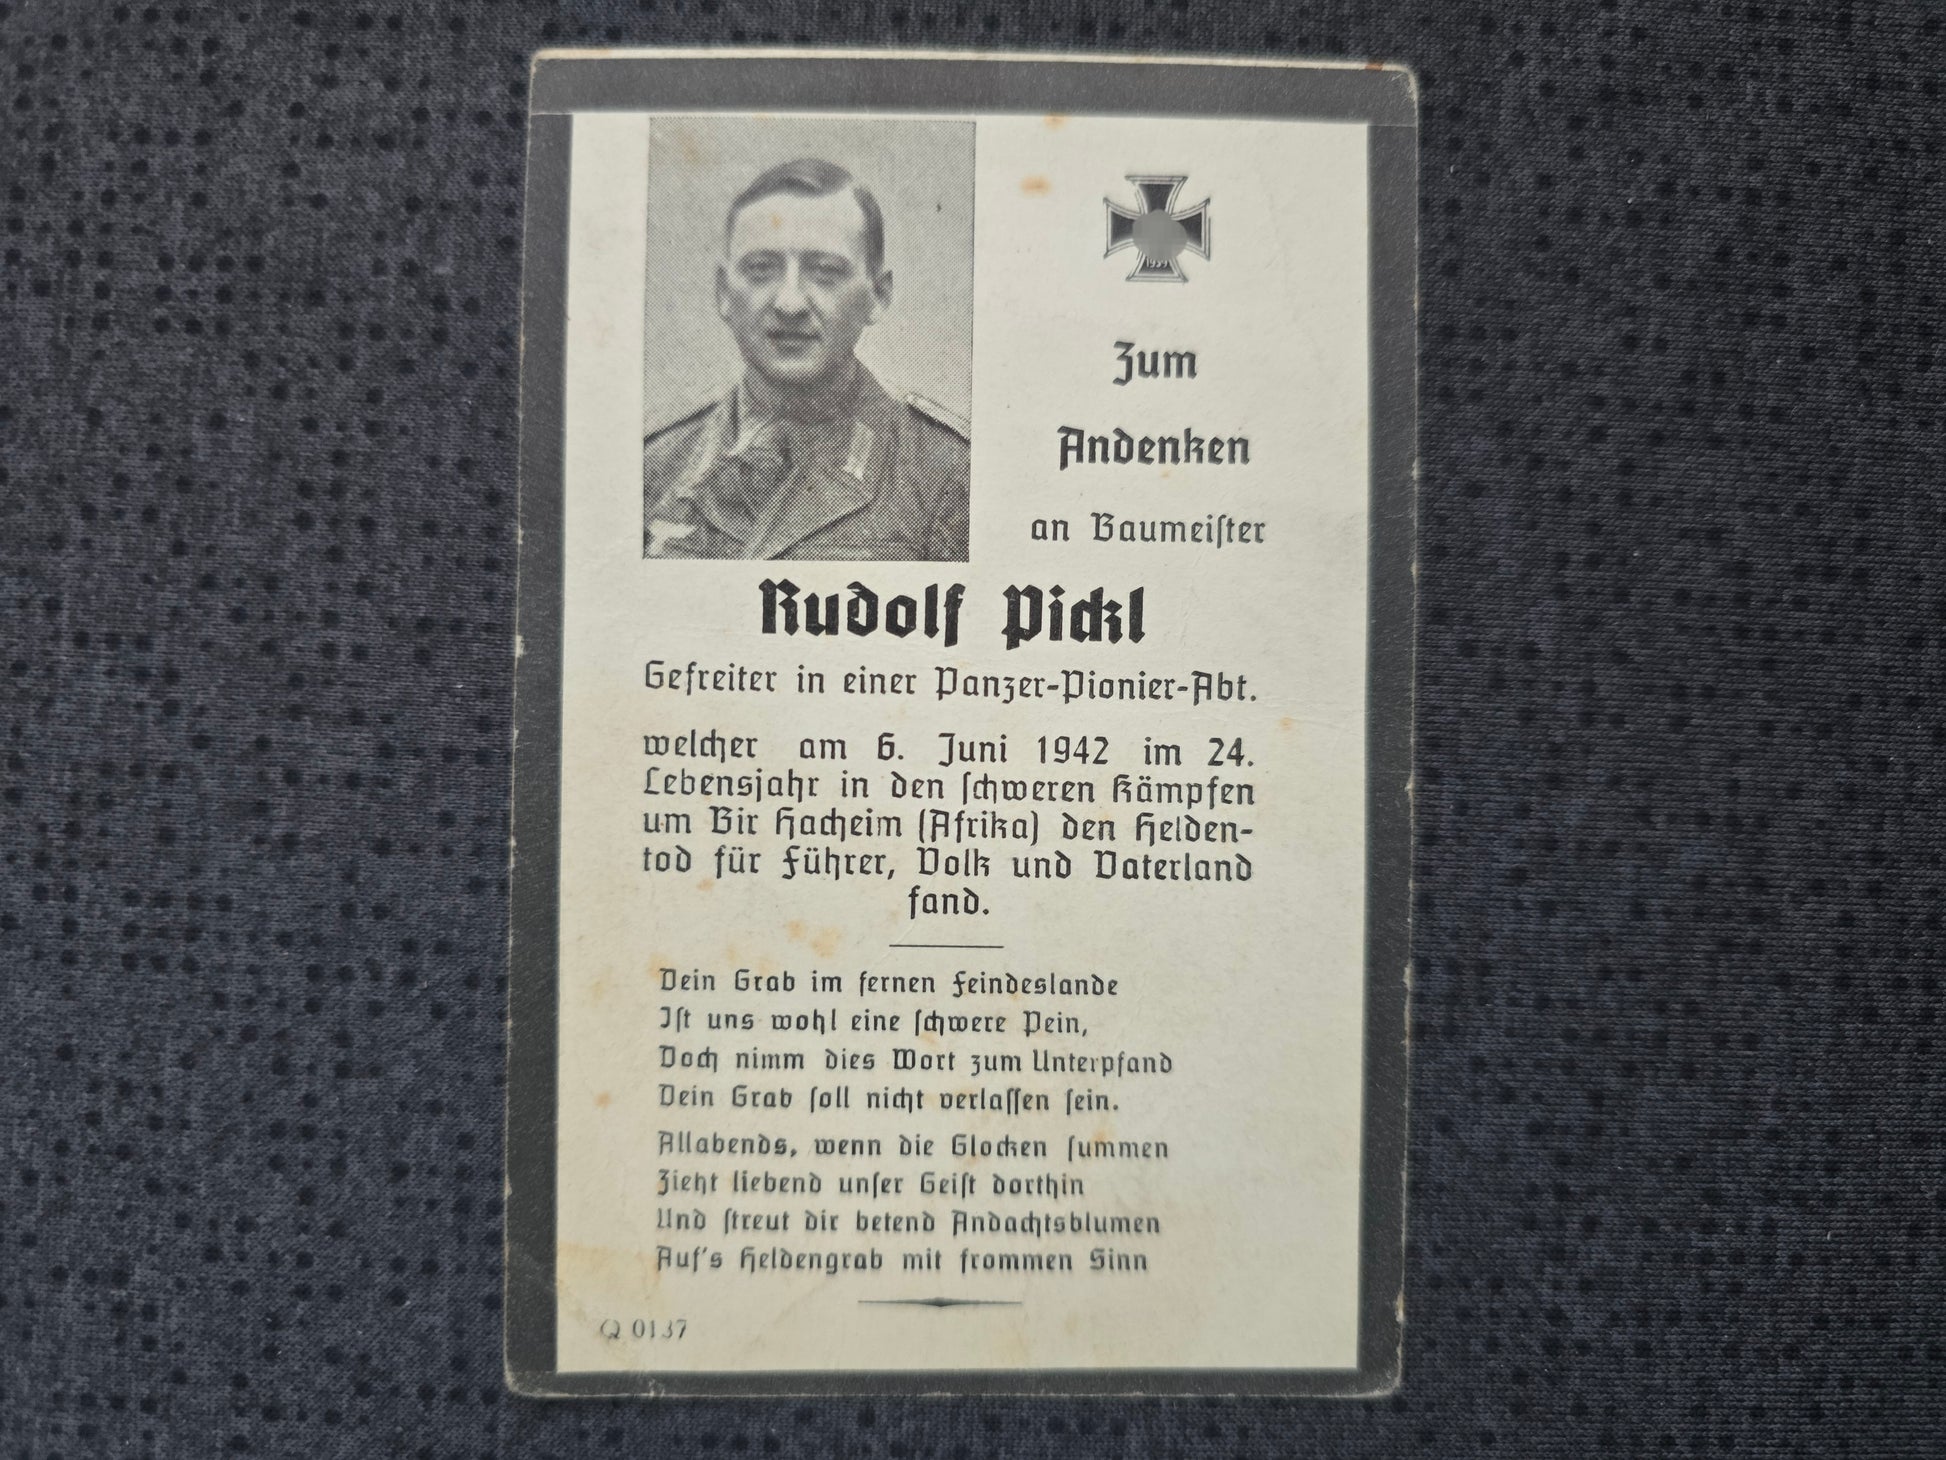 1939
Zum
Andenken
an Baumeiſter
Rudolf Pickl
Gefreiter in einer Panzer-Pionier-Abt.
welcher am 6. Juni 1942 im 24.
Lebensjahr in den ſchweren Kämpfen
um Bir Hacheim (Afrika) den Helden-
tod für Führer, Volk und Vaterland
fand.
Dein Grab im fernen Feindeslande
Iſt uns wohl eine ſchwere Pein,
Doch nimm dies Wort zum Unterpfand
Dein Grab ſoll nicht verlaſſen ſein.
Allabends, wenn die Glocken ſummen
Zieht liebend unſer Geiſt dorthin
Und ſtreut dir betend Andachtsblumen
Auf's Heldengrab mit frommen Sinn
Q 0137